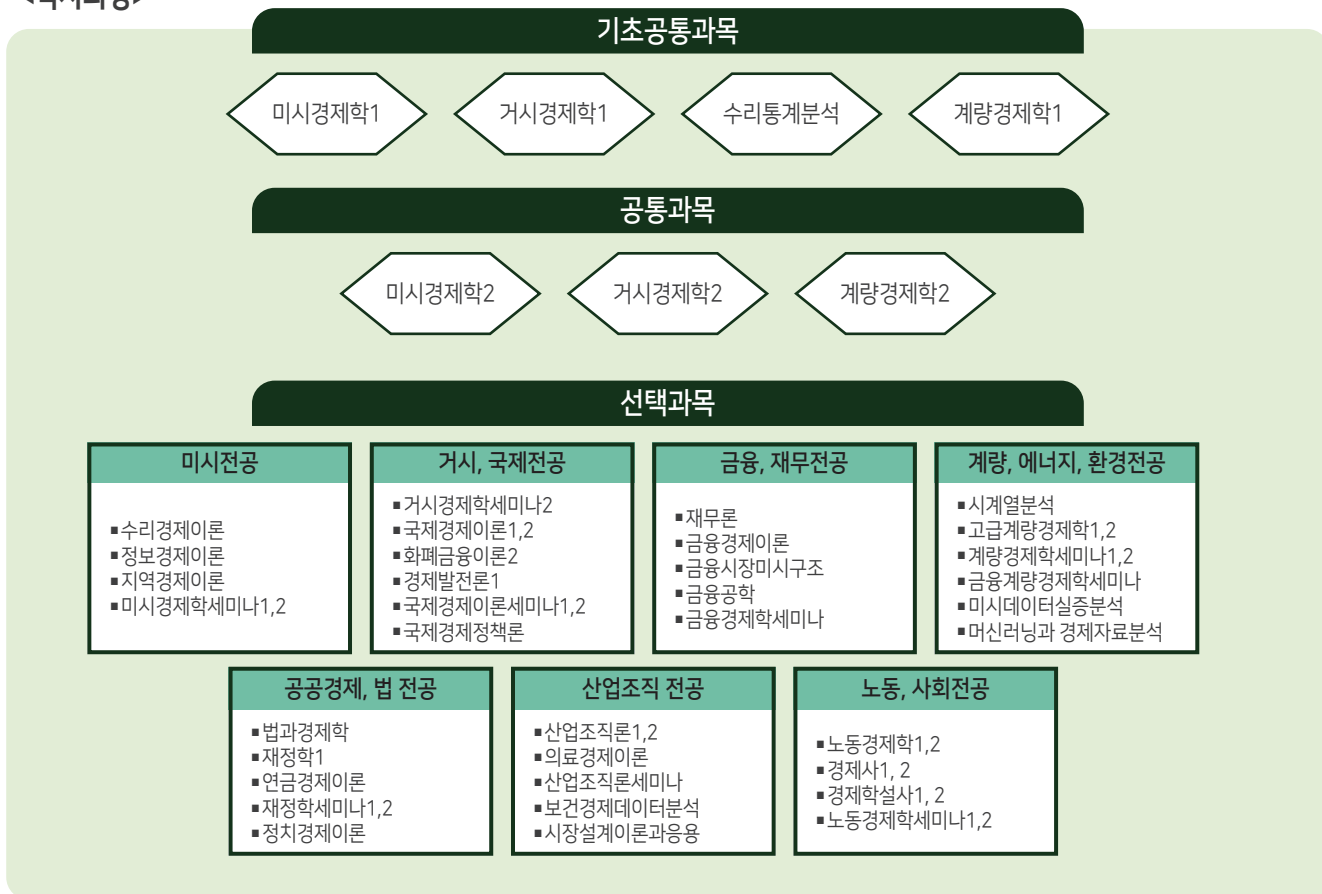 기초공통과목
미시경제학1
거시경제학1
수리통계분석
계량경제학1
공통과목
미시경제학2
거시경제학2
계량경제학2
선택과목
미시전공
▪수리경제이론
▪정보경제이론
▪지역경제이론
▪미시경제학세미나1,2
거시, 국제전공
▪거시경제학세미나2
▪국제경제이론1,2
▪화폐금융이론2
▪경제발전론1
▪국제경제이론세미나1,2
▪국제경제정책론
금융, 재무전공
▪재무론
▪금융경제이론
▪금융시장미시구조
▪금융공학
▪금융경제학세미나
계량, 에너지, 환경전공
▪시계열분석
▪고급계량경제학1,2
▪계량경제학세미나1,2
▪금융계량경제학세미나
▪미시데이터실증분석
▪머신러닝과 경제자료분석
공공경제, 법 전공
▪법과경제학
▪재정학1
▪연금경제이론
▪재정학세미나1,2
▪정치경제이론
산업조직 전공
▪산업조직론1,2
▪의료경제이론
▪산업조직론세미나
▪보건경제데이터분석
▪시장설계이론과응용
노동, 사회전공
▪노동경제학1,2
▪경제사1, 2
▪경제학설사1, 2
▪노동경제학세미나1,2